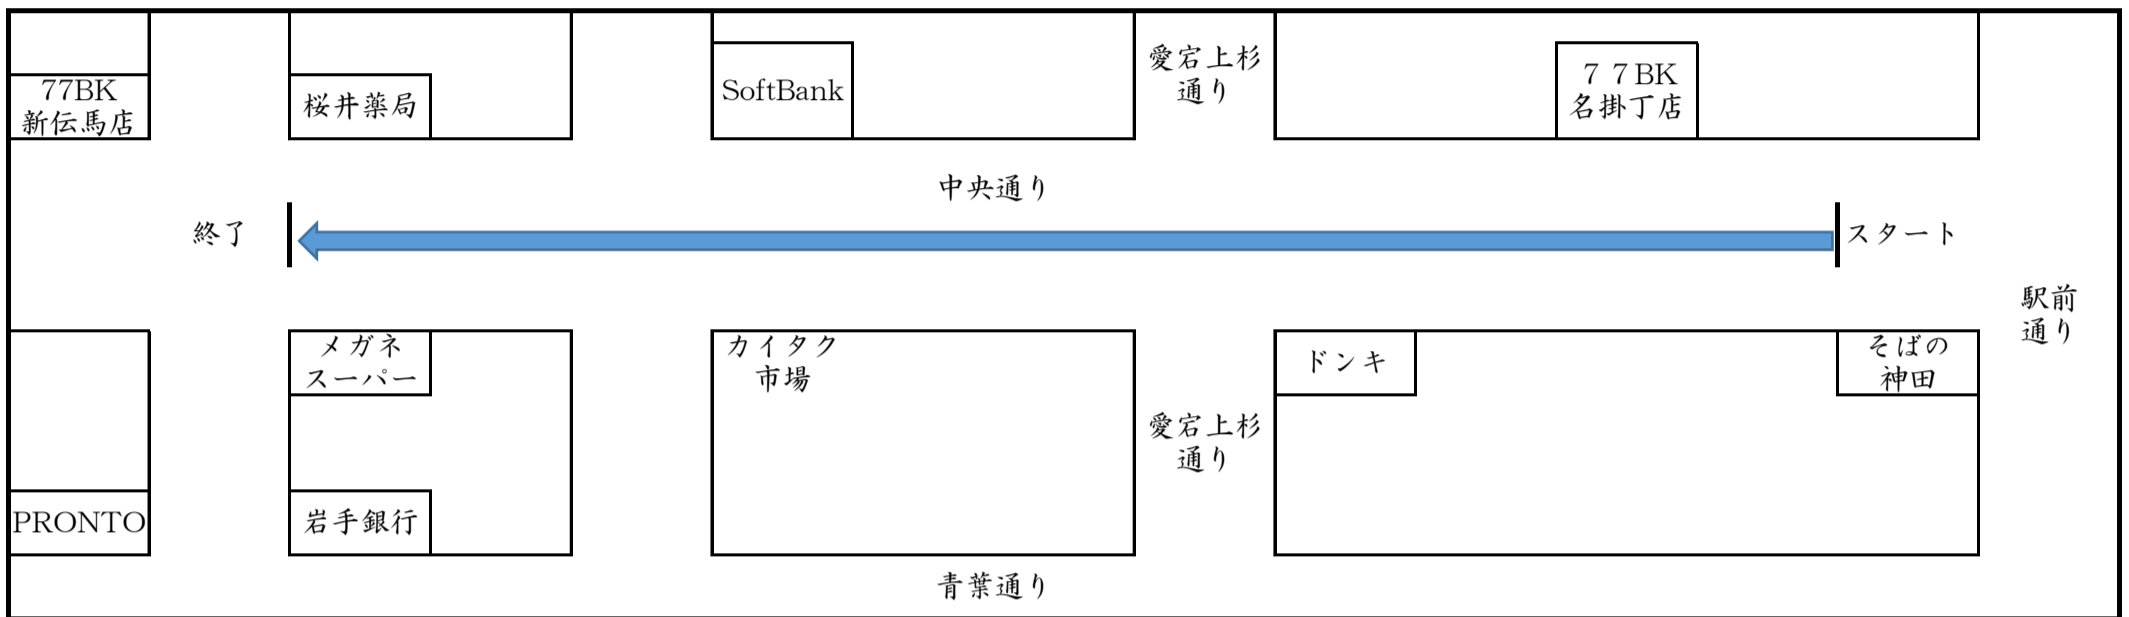 愛宕上杉
通り
77BK
新伝馬店
桜井薬局
SoftBank
７７BK
名掛丁店
中央通り
終了
スタート
駅前
通り
メガネ
スーパー
カイタク
市場
ドンキ
そばの
神田
愛宕上杉
通り
PRONTO
岩手銀行
青葉通り